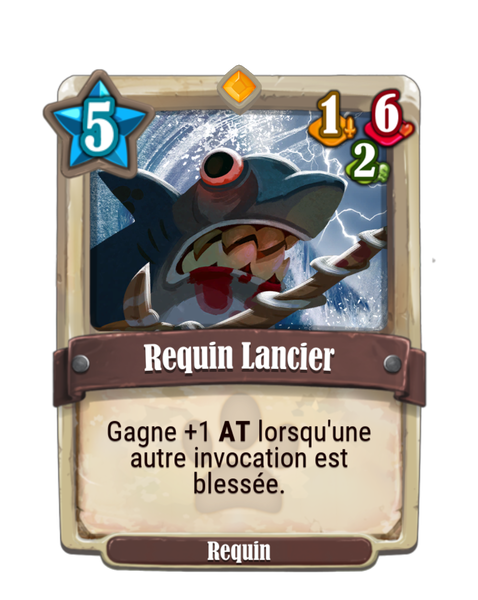 5
1
6
2
Requin Lancier
Gagne +1 AT lorsqu'une
autre invocation est
blessée.
Requin